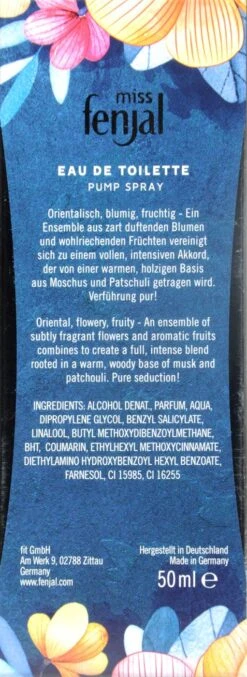 miss
fenjal
EAU DE TOILETTE
PUMP SPRAY
Orientalisch, blumig, fruchtig - Ein
Ensemble aus zart duftenden Blumen
und wohlriechenden Früchten vereinigt
sich zu einem vollen, intensiven Akkord,
der von einer warmen, holzigen Basis
aus Moschus und Patschuli getragen wird.
Verführung pur!
Oriental, flowery, fruity - An ensemble of
subtly fragrant flowers and aromatic fruits
combines to create a full, intense blend
rooted in a warm, woody base of musk and
patchouli. Pure seduction!
INGREDIENTS: ALCOHOL DENAT., PARFUM, AQUA,
DIPROPYLENE GLYCOL, BENZYL SALICYLATE,
LINALOOL, BUTYL METHOXYDIBENZOYLMETHANE,
BHT, COUMARIN, ETHYLHEXYL METHOXYCINNAMATE,
DIETHYLAMINO HYDROXYBENZOYL HEXYL BENZOATE,
FARNESOL, CI 15985, CI 16255
fit GmbH
Am Werk 9, 02788 Zittau
Germany
www.fenjal.com
Hergestellt in Deutschland
Made in Germany
50 ml ℮